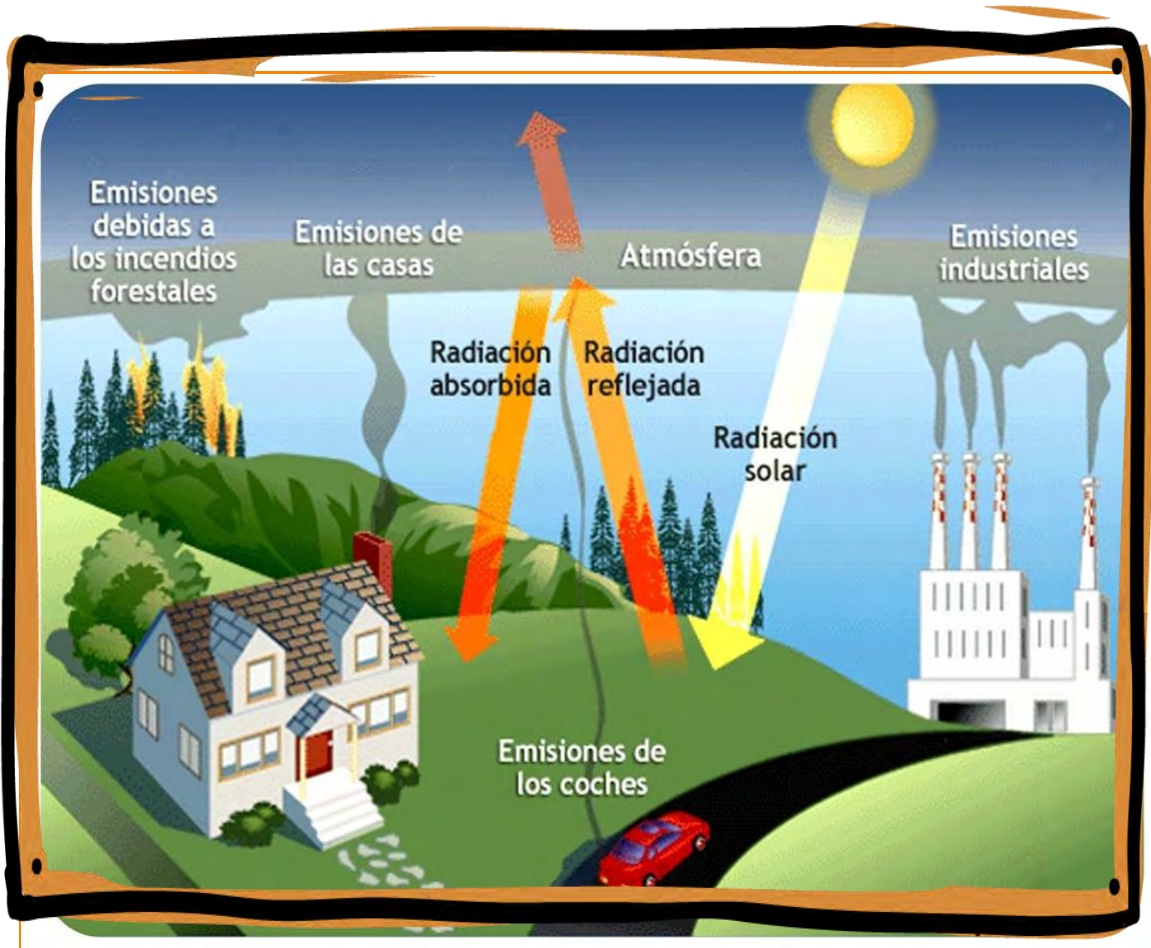 Emisiones
debidas a
los incendios
forestales
Emisiones de
las casas
Atmósfera
Emisiones
industriales
Radiación
absorbida
Radiación
reflejada
Radiación
solar
Emisiones de
los coches